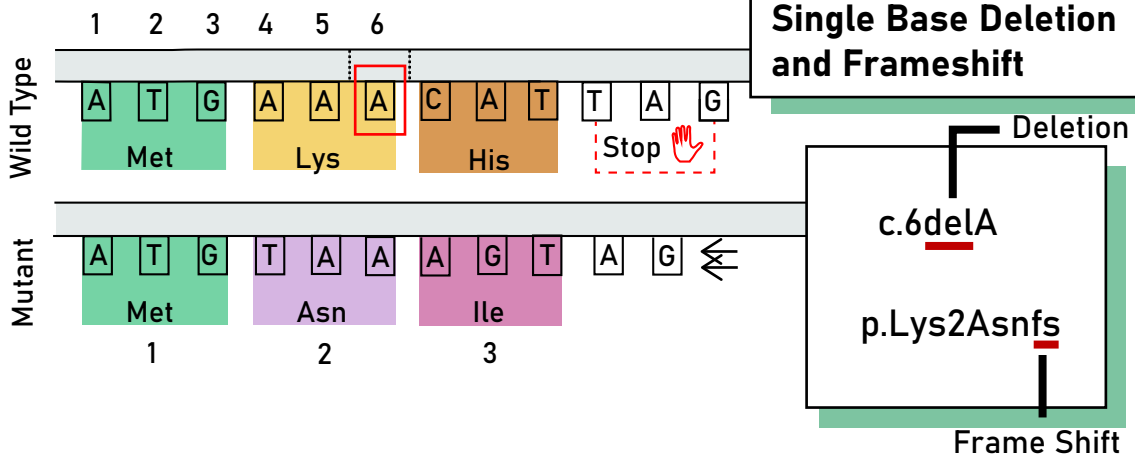 1 2 3 4 5 6
Single Base Deletion
and Frameshift
Wild Type
A T G A A A C A T T A G
Met Lys His Stop
Deletion
c.6delA
Mutant
A T G T A A A G T A G
Met Asn Ile
1 2 3
p.Lys2Asnfs
Frame Shift